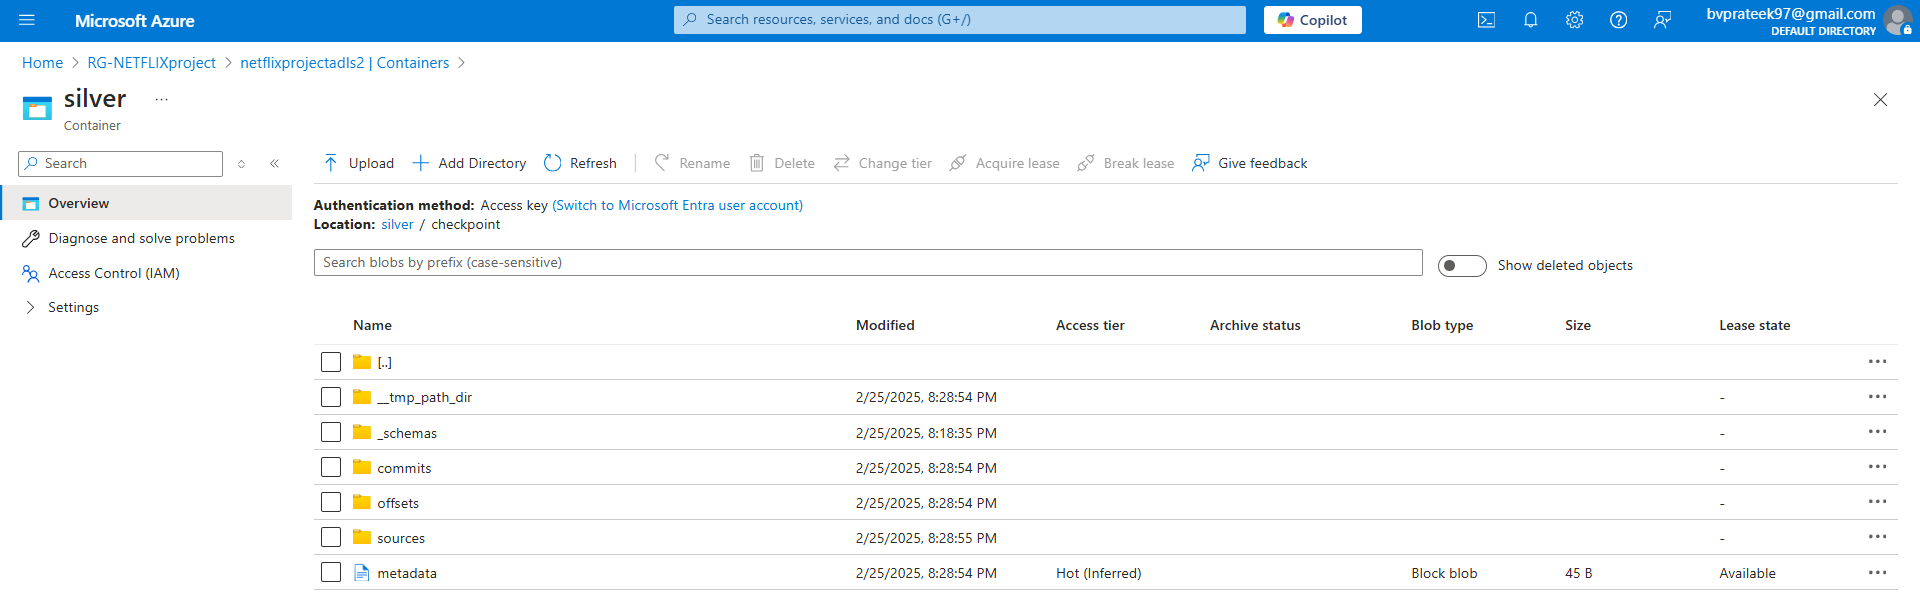 Microsoft Azure
Search resources, services, and docs (G+/)
Copilot
bvprateek97@gmail.com
DEFAULT DIRECTORY
Home > RG-NETFLIXproject > netflixprojectadls2 | Containers >
silver ...
Container
Search
Upload Add Directory Refresh Rename Delete Change tier Acquire lease Break lease Give feedback
Overview
Diagnose and solve problems
Access Control (IAM)
Settings
Authentication method: Access key (Switch to Microsoft Entra user account)
Location: silver / checkpoint
Search blobs by prefix (case-sensitive)
Show deleted objects
Name Modified Access tier Archive status Blob type Size Lease state
[..]
__tmp_path_dir 2/25/2025, 8:28:54 PM -
_schemas 2/25/2025, 8:18:35 PM -
commits 2/25/2025, 8:28:54 PM -
offsets 2/25/2025, 8:28:54 PM -
sources 2/25/2025, 8:28:55 PM -
metadata 2/25/2025, 8:28:54 PM Hot (Inferred) Block blob 45 B Available